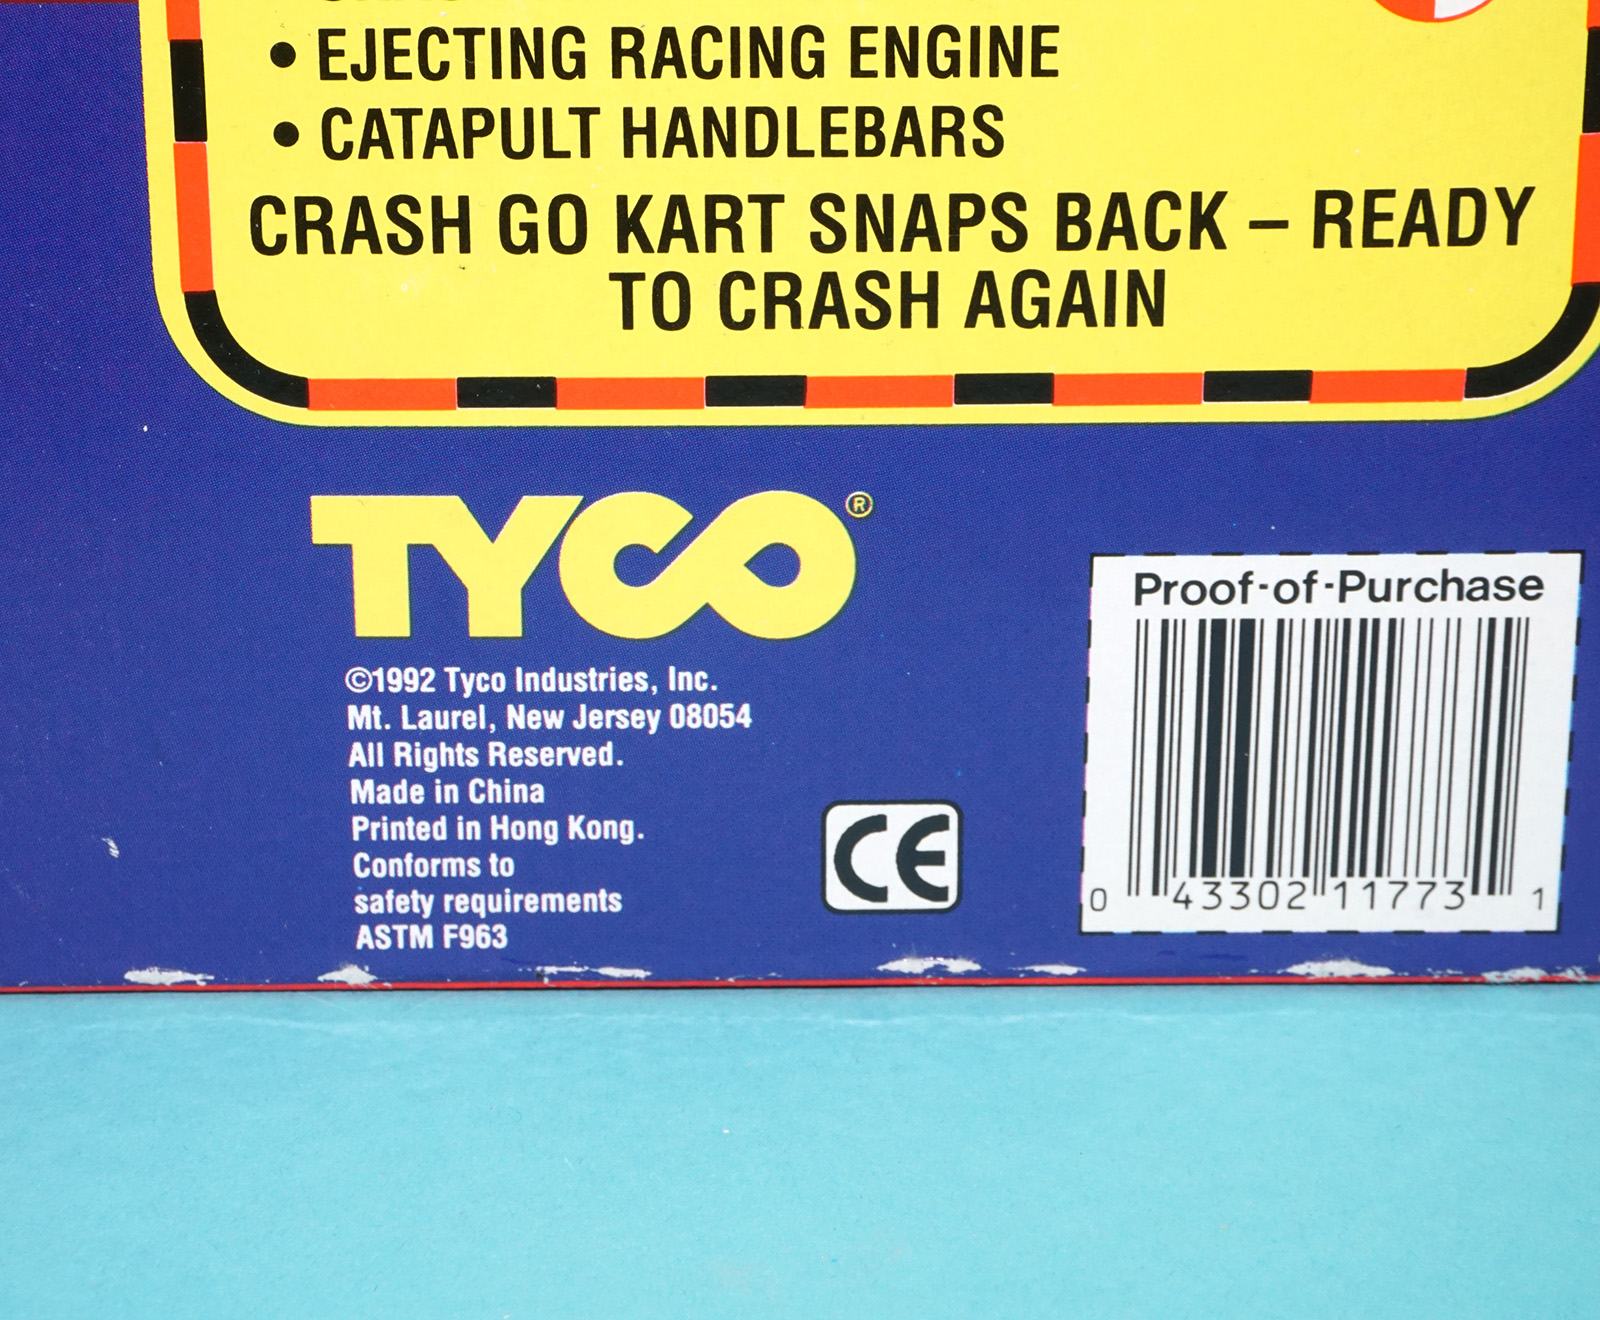 • EJECTING RACING ENGINE
• CATAPULT HANDLEBARS
CRASH GO KART SNAPS BACK – READY
TO CRASH AGAIN
TYCO®
©1992 Tyco Industries, Inc.
Mt. Laurel, New Jersey 08054
All Rights Reserved.
Made in China
Printed in Hong Kong.
Conforms to
safety requirements
ASTM F963
CE
Proof-of-Purchase
0 43302 11773 1